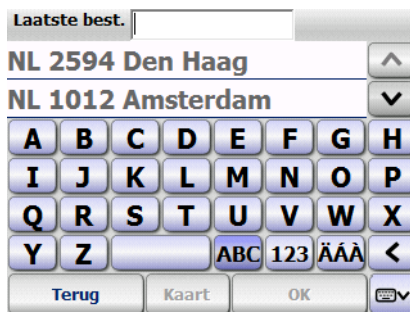 Laatste best.
NL 2594 Den Haag
NL 1012 Amsterdam
A B C D E F G H
I J K L M N O P
Q R S T U V W X
Y Z ABC 123 ÄÁÀ <
Terug Kaart OK